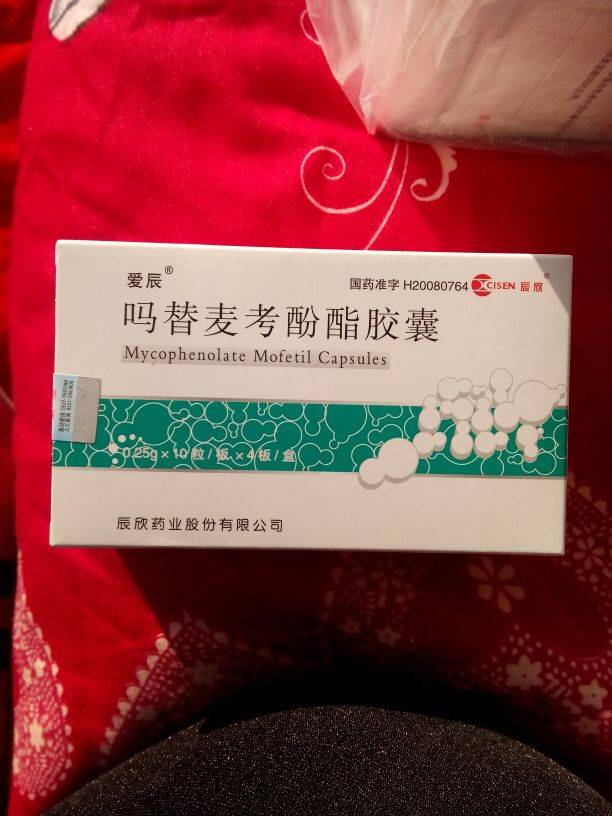 爱辰®
国药准字 H20080764 CISEN 辰欣®
吗替麦考酚酯胶囊
Mycophenolate Mofetil Capsules
0.25g×10粒/板×4板/盒
辰欣药业股份有限公司